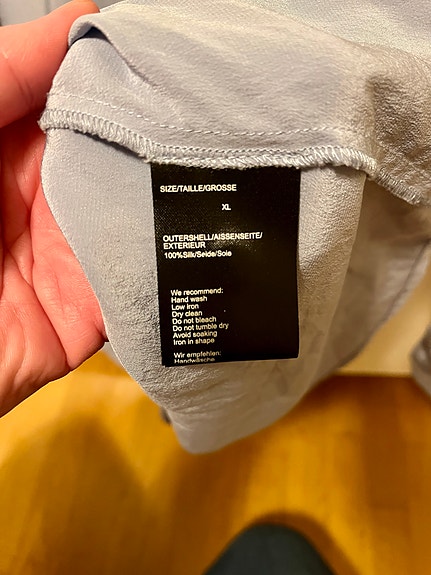 SIZE/TAILLE/GROSSE
XL
OUTERSHELL/AISSENSEITE/
EXTERIEUR
100%Silk/Seide/Soie
We recommend:
Hand wash
Low iron
Dry clean
Do not bleach
Do not tumble dry
Avoid soaking
Iron in shape
Wir empfehlen:
Handwäsche